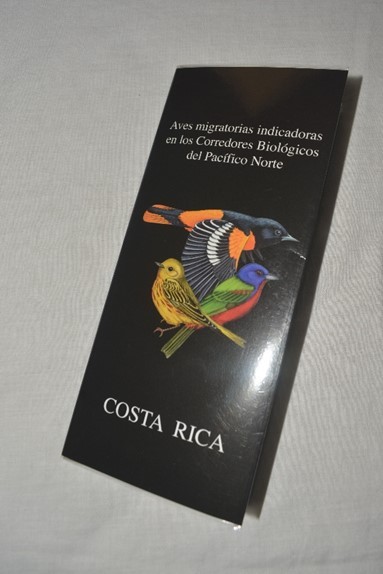 Aves migratorias indicadoras
en los Corredores Biológicos
del Pacífico Norte
COSTA RICA